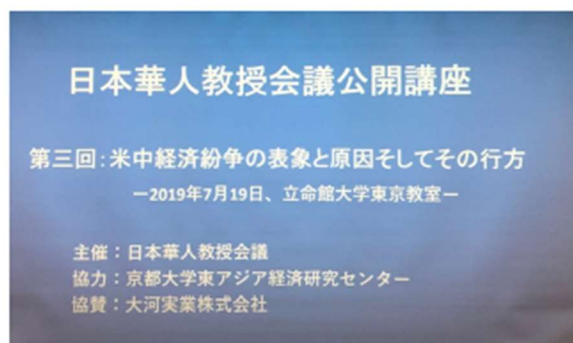 日本華人教授会議公開講座
第三回:米中経済紛争の表象と原因そしてその行方
ー2019年7月19日、立命館大学東京教室ー
主催：日本華人教授会議
協力：京都大学東アジア経済研究センター
協賛：大河実業株式会社